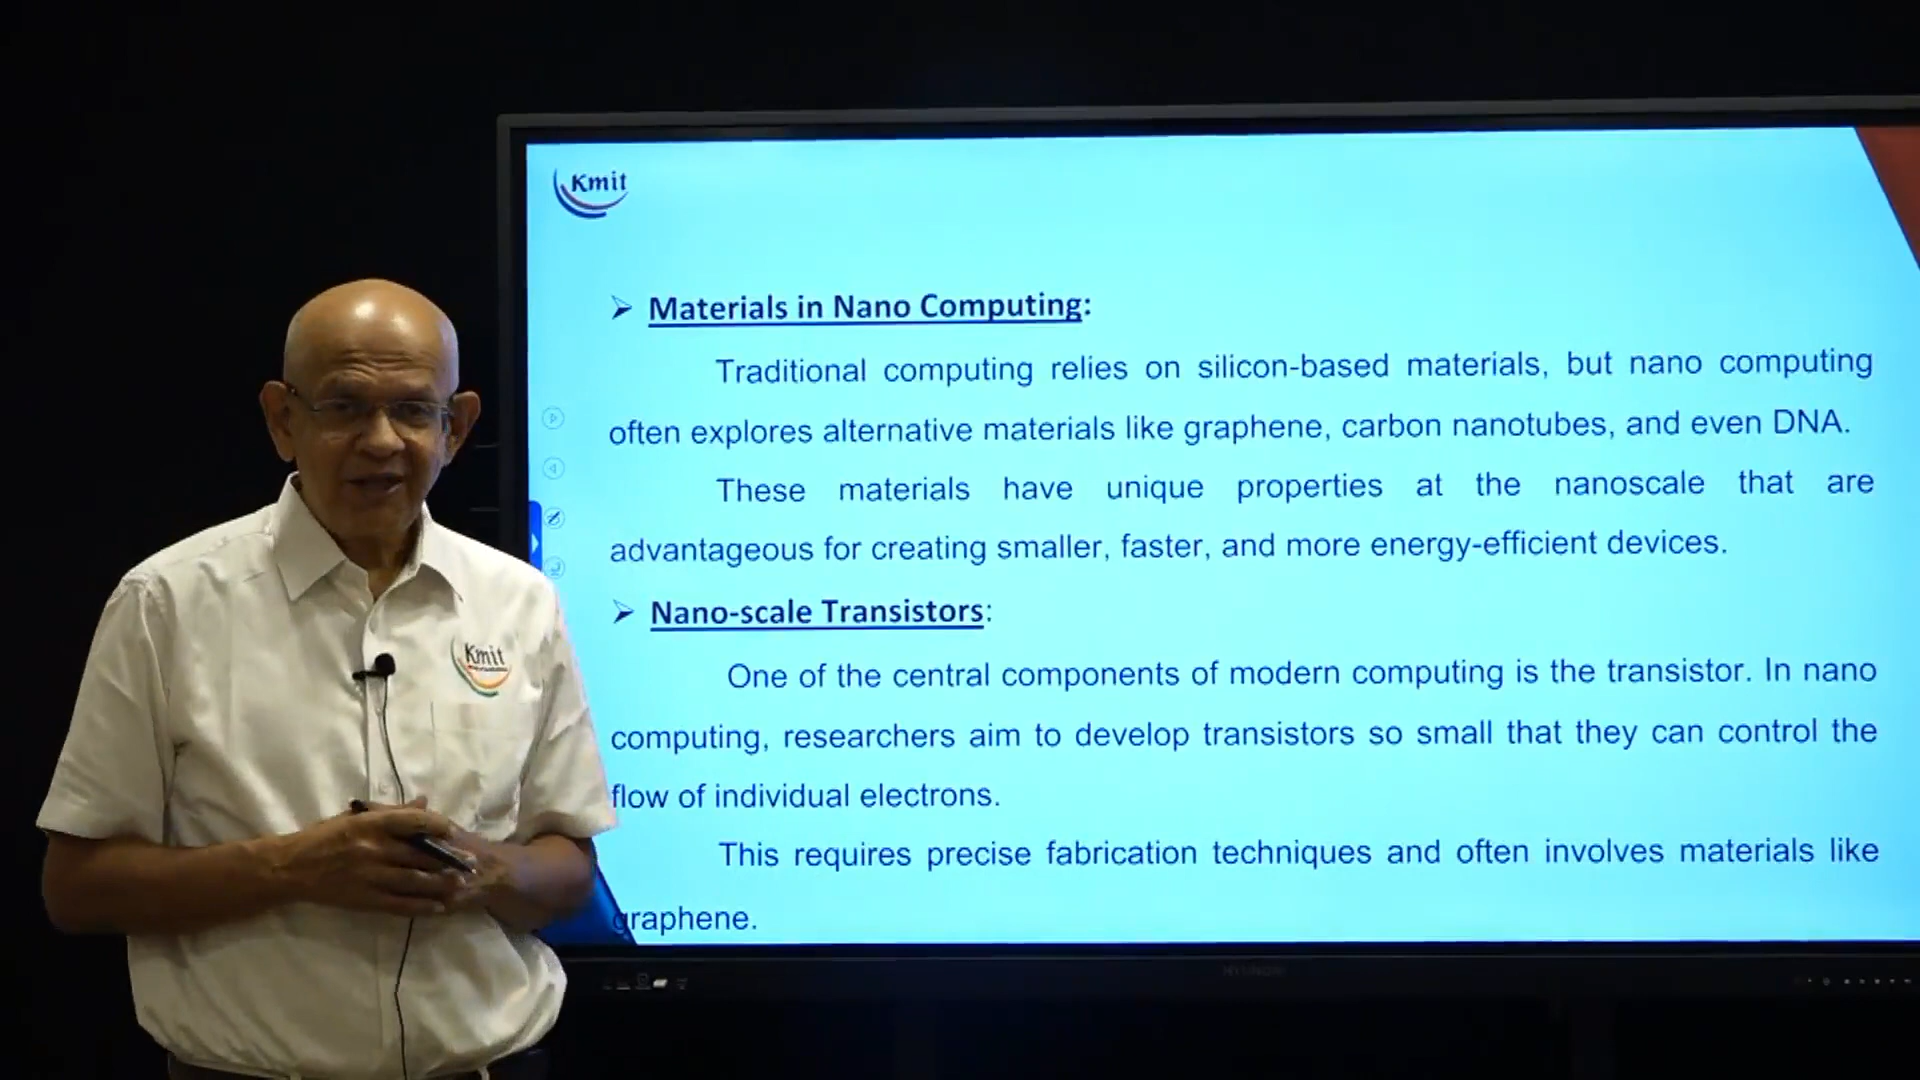 Kmit
Materials in Nano Computing:
Traditional computing relies on silicon-based materials, but nano computing
often explores alternative materials like graphene, carbon nanotubes, and even DNA.
These materials have unique properties at the nanoscale that are
advantageous for creating smaller, faster, and more energy-efficient devices.
Nano-scale Transistors:
One of the central components of modern computing is the transistor. In nano
computing, researchers aim to develop transistors so small that they can control the
flow of individual electrons.
This requires precise fabrication techniques and often involves materials like
graphene.
Kmit
HYUNDAI